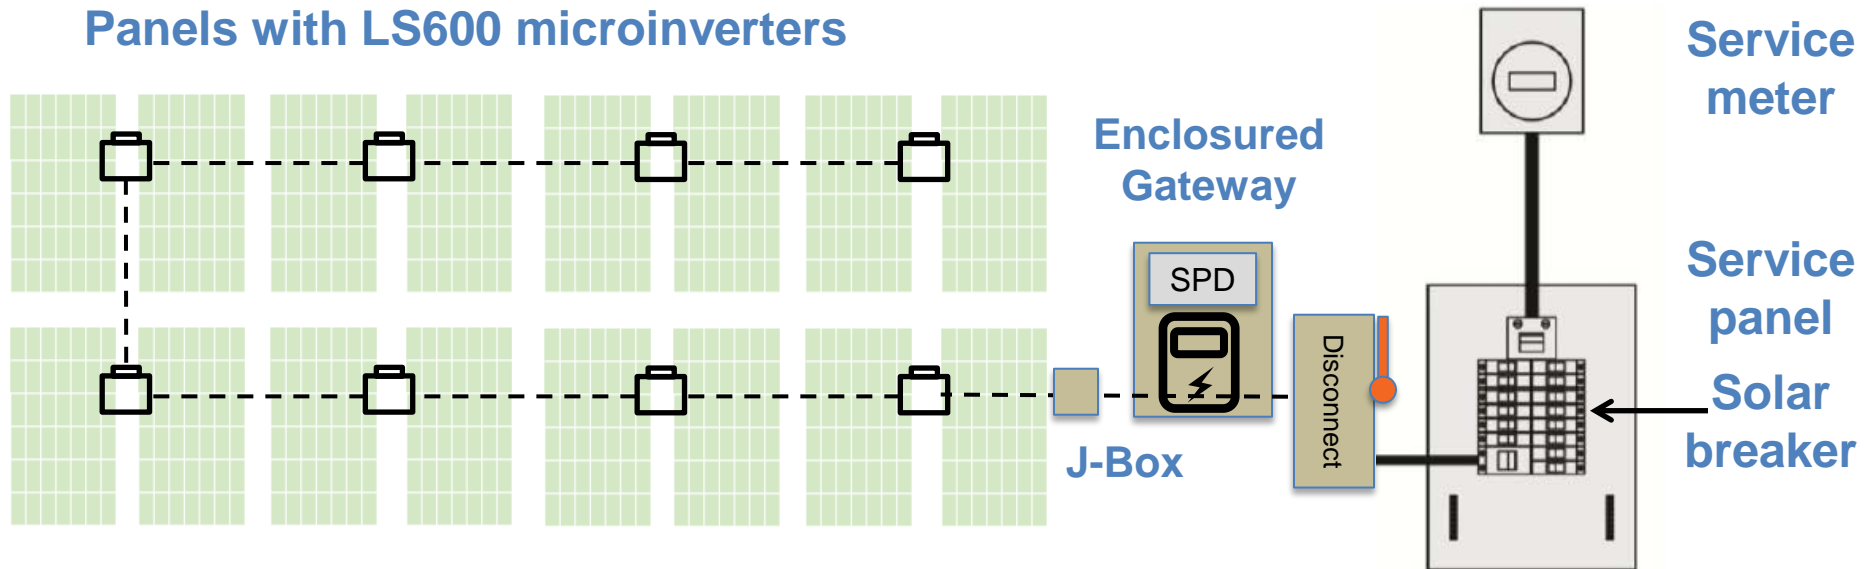 Panels with LS600 microinverters
Enclosured
Gateway
SPD
J-Box
Disconnect
Service
meter
Service
panel
Solar
breaker